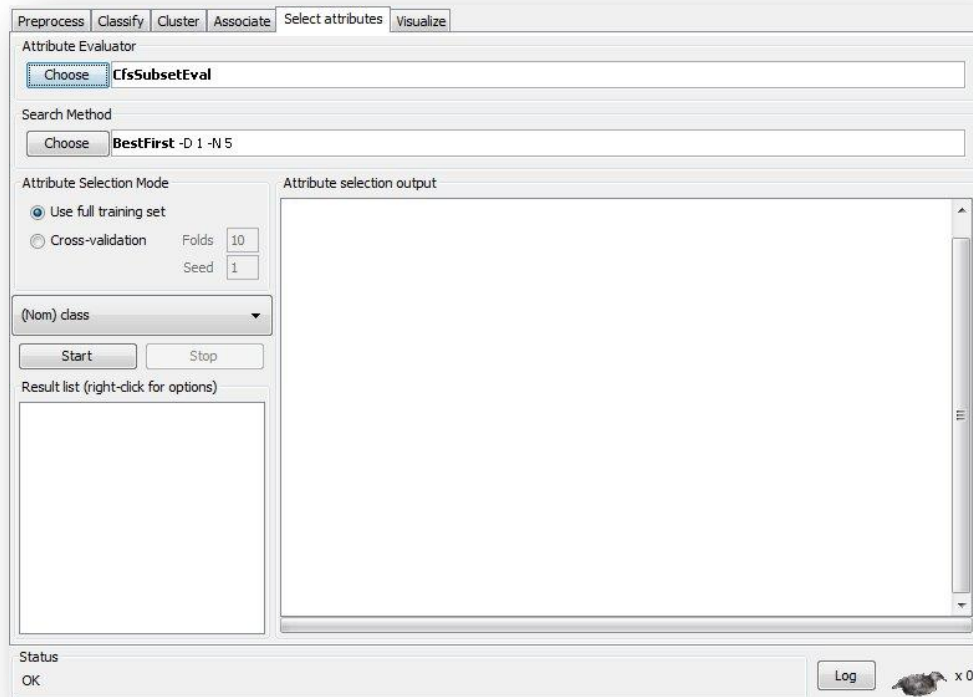 Preprocess Classify Cluster Associate Select attributes Visualize
Attribute Evaluator
Choose CfsSubsetEval
Search Method
Choose BestFirst -D 1 -N 5
Attribute Selection Mode
Use full training set
Cross-validation Folds 10
Seed 1
(Nom) class
Start Stop
Result list (right-click for options)
Attribute selection output
Status
OK
Log x 0